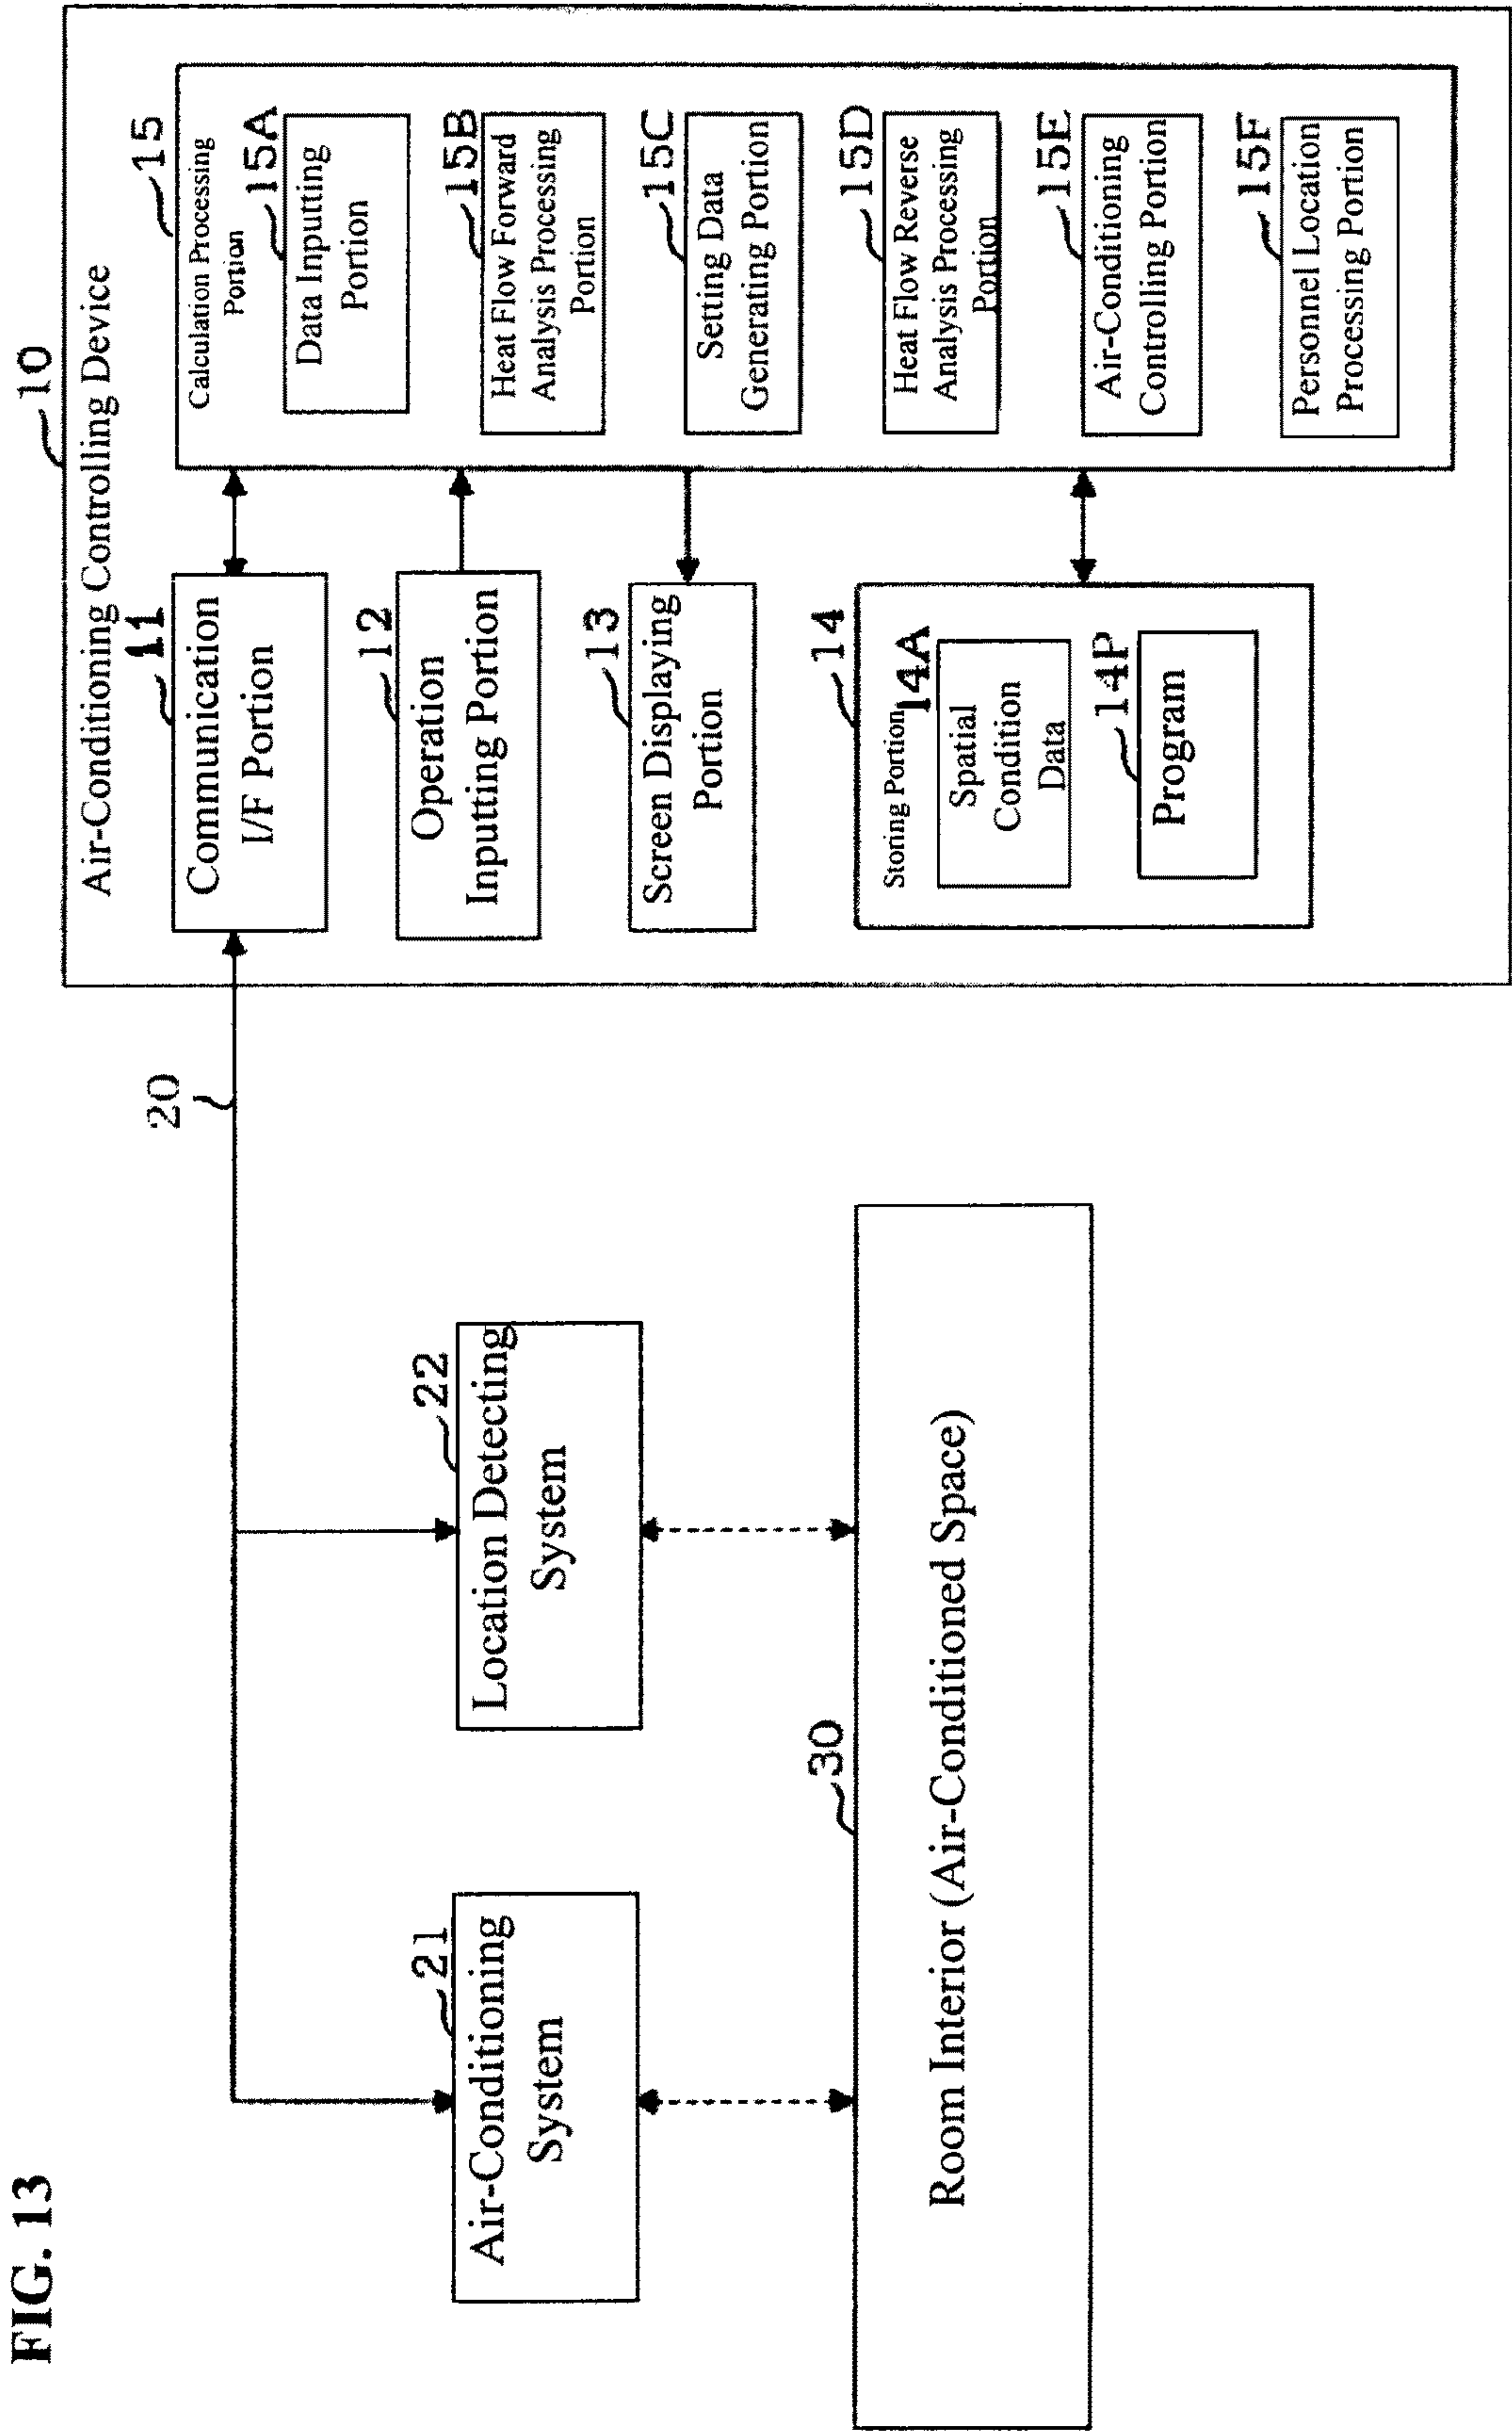 FIG. 13
10
Air-Conditioning Controlling Device
11
Communication
I/F Portion
12
Operation
Inputting Portion
13
Screen Displaying
Portion
14
Storing Portion
14A
Spatial
Condition
Data
14P
Program
15
Calculation Processing
Portion
15A
Data Inputting
Portion
15B
Heat Flow Forward
Analysis Processing
Portion
15C
Setting Data
Generating Portion
15D
Heat Flow Reverse
Analysis Processing
Portion
15E
Air-Conditioning
Controlling Portion
15F
Personnel Location
Processing Portion
20
21
Air-Conditioning
System
22
Location Detecting
System
30
Room Interior (Air-Conditioned Space)